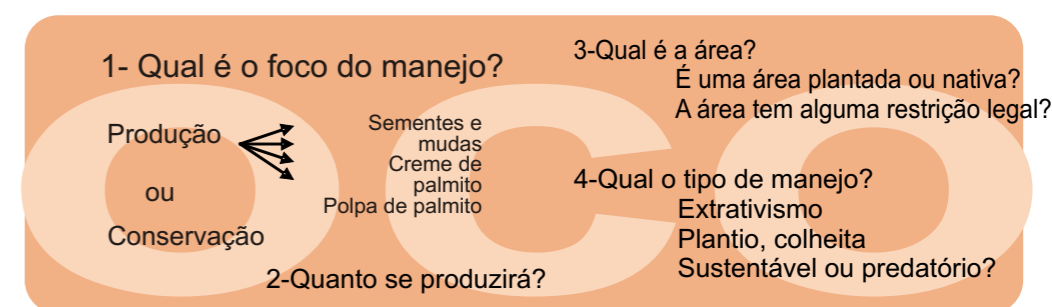 1- Qual é o foco do manejo?
Produção
ou
Conservação
Sementes e
mudas
Creme de
palmito
Polpa de palmito
2-Quanto se produzirá?
3-Qual é a área?
É uma área plantada ou nativa?
A área tem alguma restrição legal?
4-Qual o tipo de manejo?
Extrativismo
Plantio, colheita
Sustentável ou predatório?
OCO